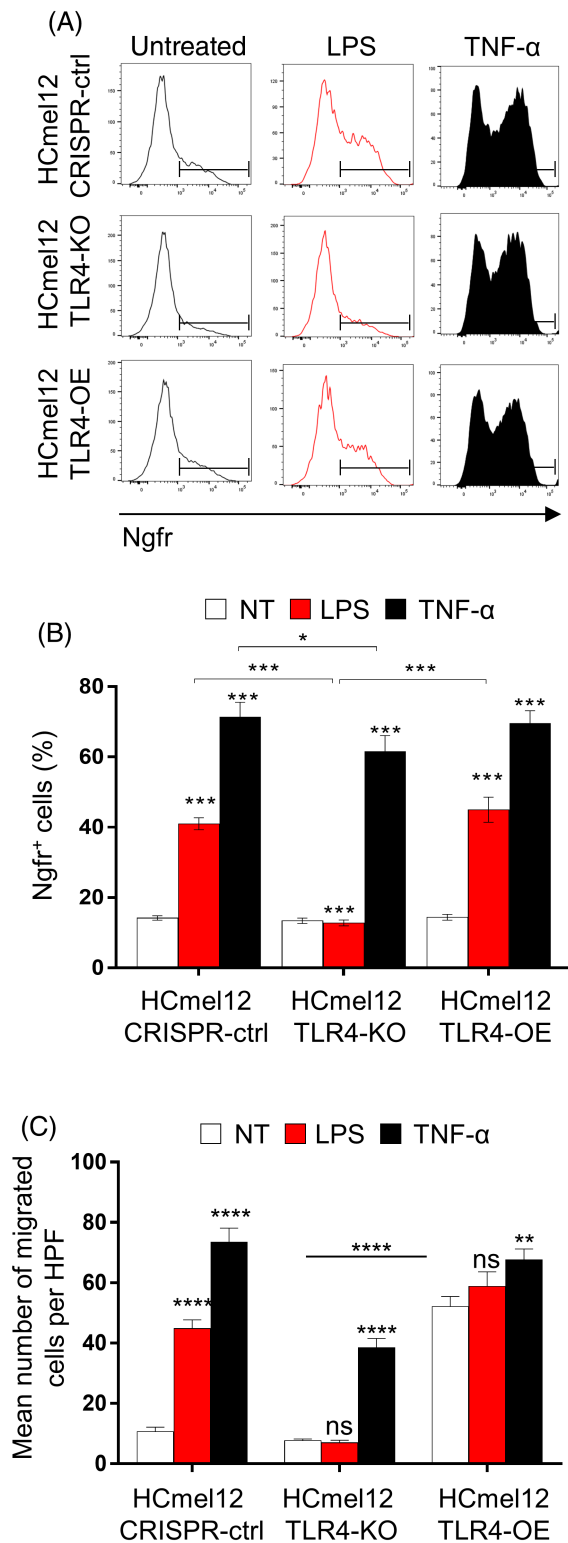 (A)
Untreated LPS TNF-α
HCmel12
CRISPR-ctrl
HCmel12
TLR4-KO
HCmel12
TLR4-OE
Ngfr
(B)
NT LPS TNF-α
*
*** ***
*** *** ***
*** *** ***
Ngfr⁺ cells (%)
80
60
40
20
0
HCmel12 HCmel12 HCmel12
CRISPR-ctrl TLR4-KO TLR4-OE
(C)
NT LPS TNF-α
Mean number of migrated
cells per HPF
100
80
60
40
20
0
**** **** **
**** ns **** ns
HCmel12 HCmel12 HCmel12
CRISPR-ctrl TLR4-KO TLR4-OE